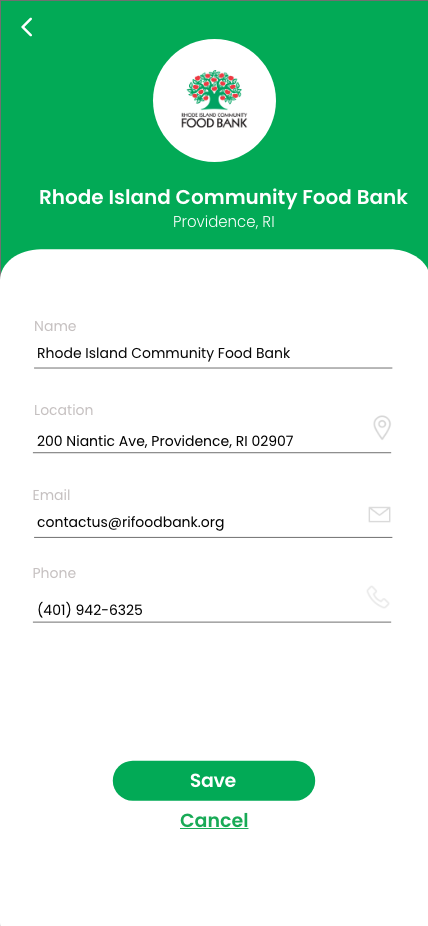 RHODE ISLAND COMMUNITY
FOOD BANK
Rhode Island Community Food Bank
Providence, RI
Name
Rhode Island Community Food Bank
Location
200 Niantic Ave, Providence, RI 02907
Email
contactus@rifoodbank.org
Phone
(401) 942-6325
Save
Cancel